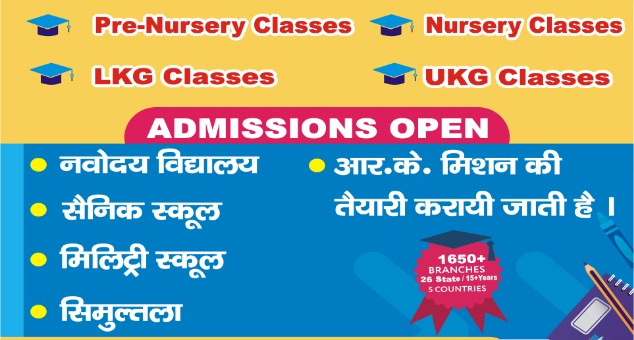 Pre-Nursery Classes
Nursery Classes
LKG Classes
UKG Classes
ADMISSIONS OPEN
नवोदय विद्यालय
सैनिक स्कूल
मिलिट्री स्कूल
सिमुल्तला
आर.के. मिशन की
तैयारी करायी जाती है ।
1650+
BRANCHES
26 State / 15+Years
5 COUNTRIES